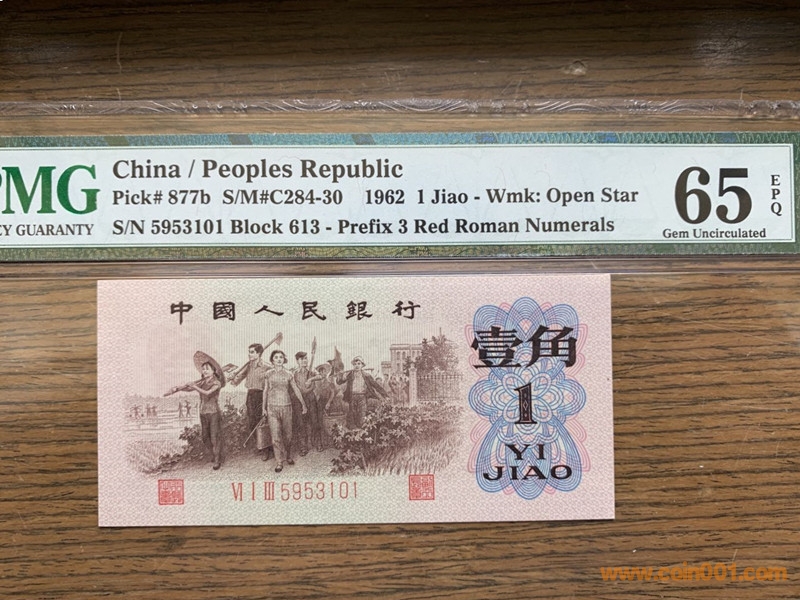 PMG
EY GUARANTY
China / Peoples Republic
Pick# 877b S/M#C284-30 1962 1 Jiao - Wmk: Open Star
S/N 5953101 Block 613 - Prefix 3 Red Roman Numerals
65
EPQ
Gem Uncirculated
中國人民銀行
壹角
1
YI
JIAO
VI I III 5953101
www.coin001.com